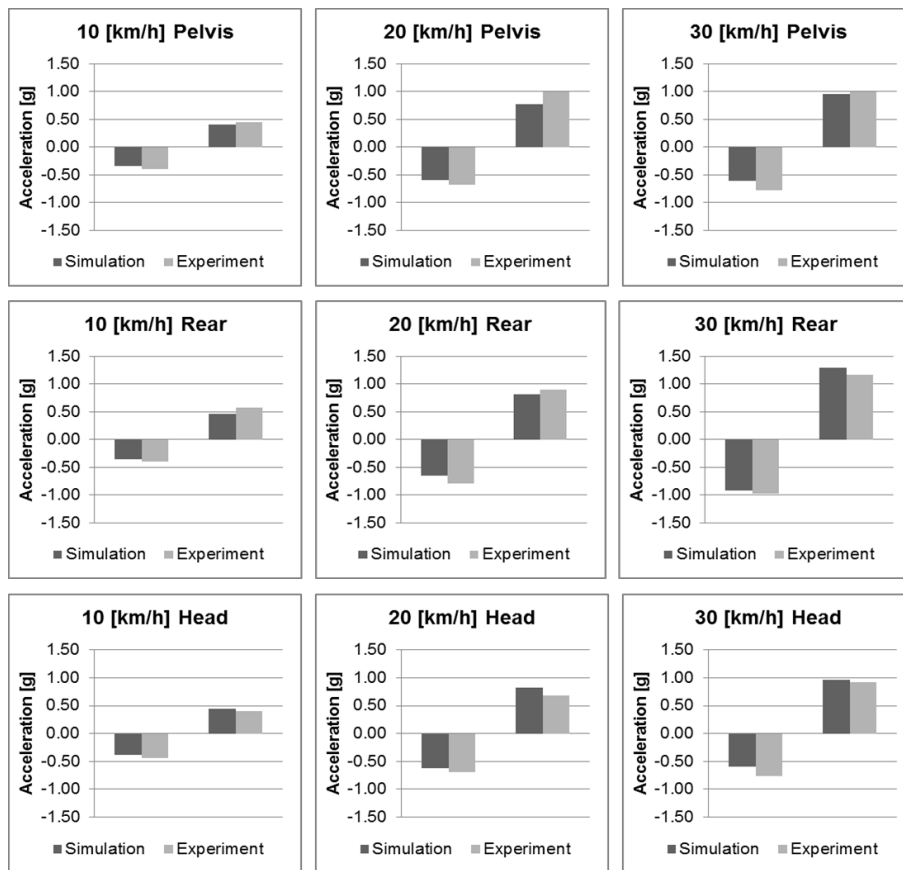 10 [km/h] Pelvis
Acceleration [g]
1.50
1.00
0.50
0.00
-0.50
-1.00
-1.50
Simulation Experiment
20 [km/h] Pelvis
Acceleration [g]
1.50
1.00
0.50
0.00
-0.50
-1.00
-1.50
Simulation Experiment
30 [km/h] Pelvis
Acceleration [g]
1.50
1.00
0.50
0.00
-0.50
-1.00
-1.50
Simulation Experiment
10 [km/h] Rear
Acceleration [g]
1.50
1.00
0.50
0.00
-0.50
-1.00
-1.50
Simulation Experiment
20 [km/h] Rear
Acceleration [g]
1.50
1.00
0.50
0.00
-0.50
-1.00
-1.50
Simulation Experiment
30 [km/h] Rear
Acceleration [g]
1.50
1.00
0.50
0.00
-0.50
-1.00
-1.50
Simulation Experiment
10 [km/h] Head
Acceleration [g]
1.50
1.00
0.50
0.00
-0.50
-1.00
-1.50
Simulation Experiment
20 [km/h] Head
Acceleration [g]
1.50
1.00
0.50
0.00
-0.50
-1.00
-1.50
Simulation Experiment
30 [km/h] Head
Acceleration [g]
1.50
1.00
0.50
0.00
-0.50
-1.00
-1.50
Simulation Experiment